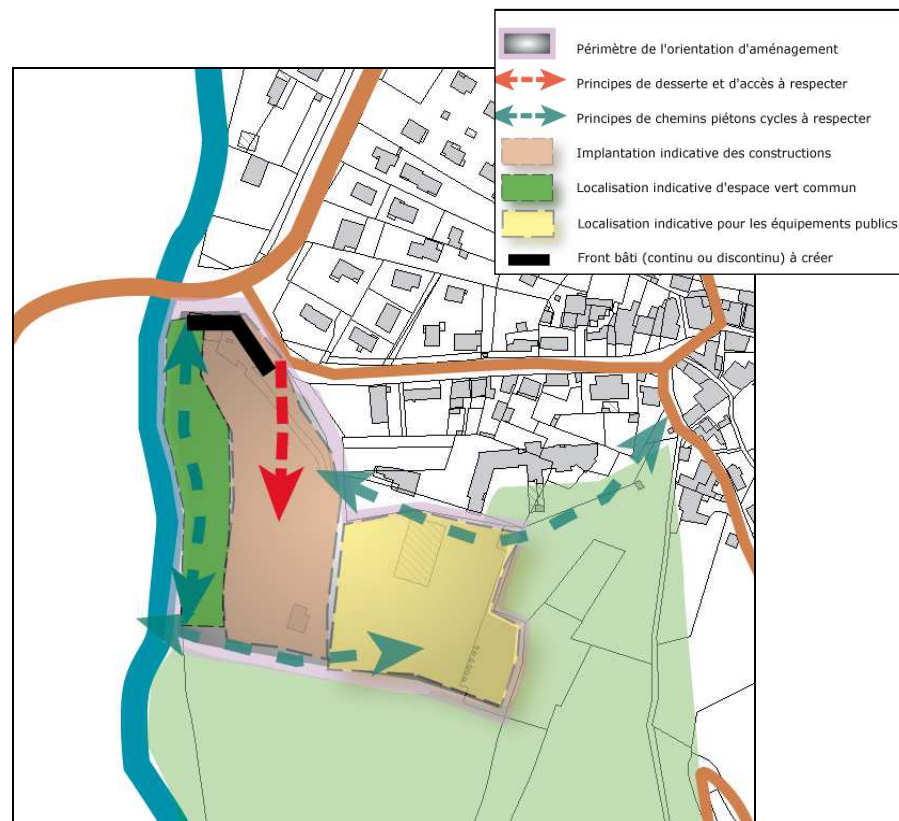 Périmètre de l'orientation d'aménagement
Principes de desserte et d'accès à respecter
Principes de chemins piétons cycles à respecter
Implantation indicative des constructions
Localisation indicative d'espace vert commun
Localisation indicative pour les équipements publics
Front bâti (continu ou discontinu) à créer